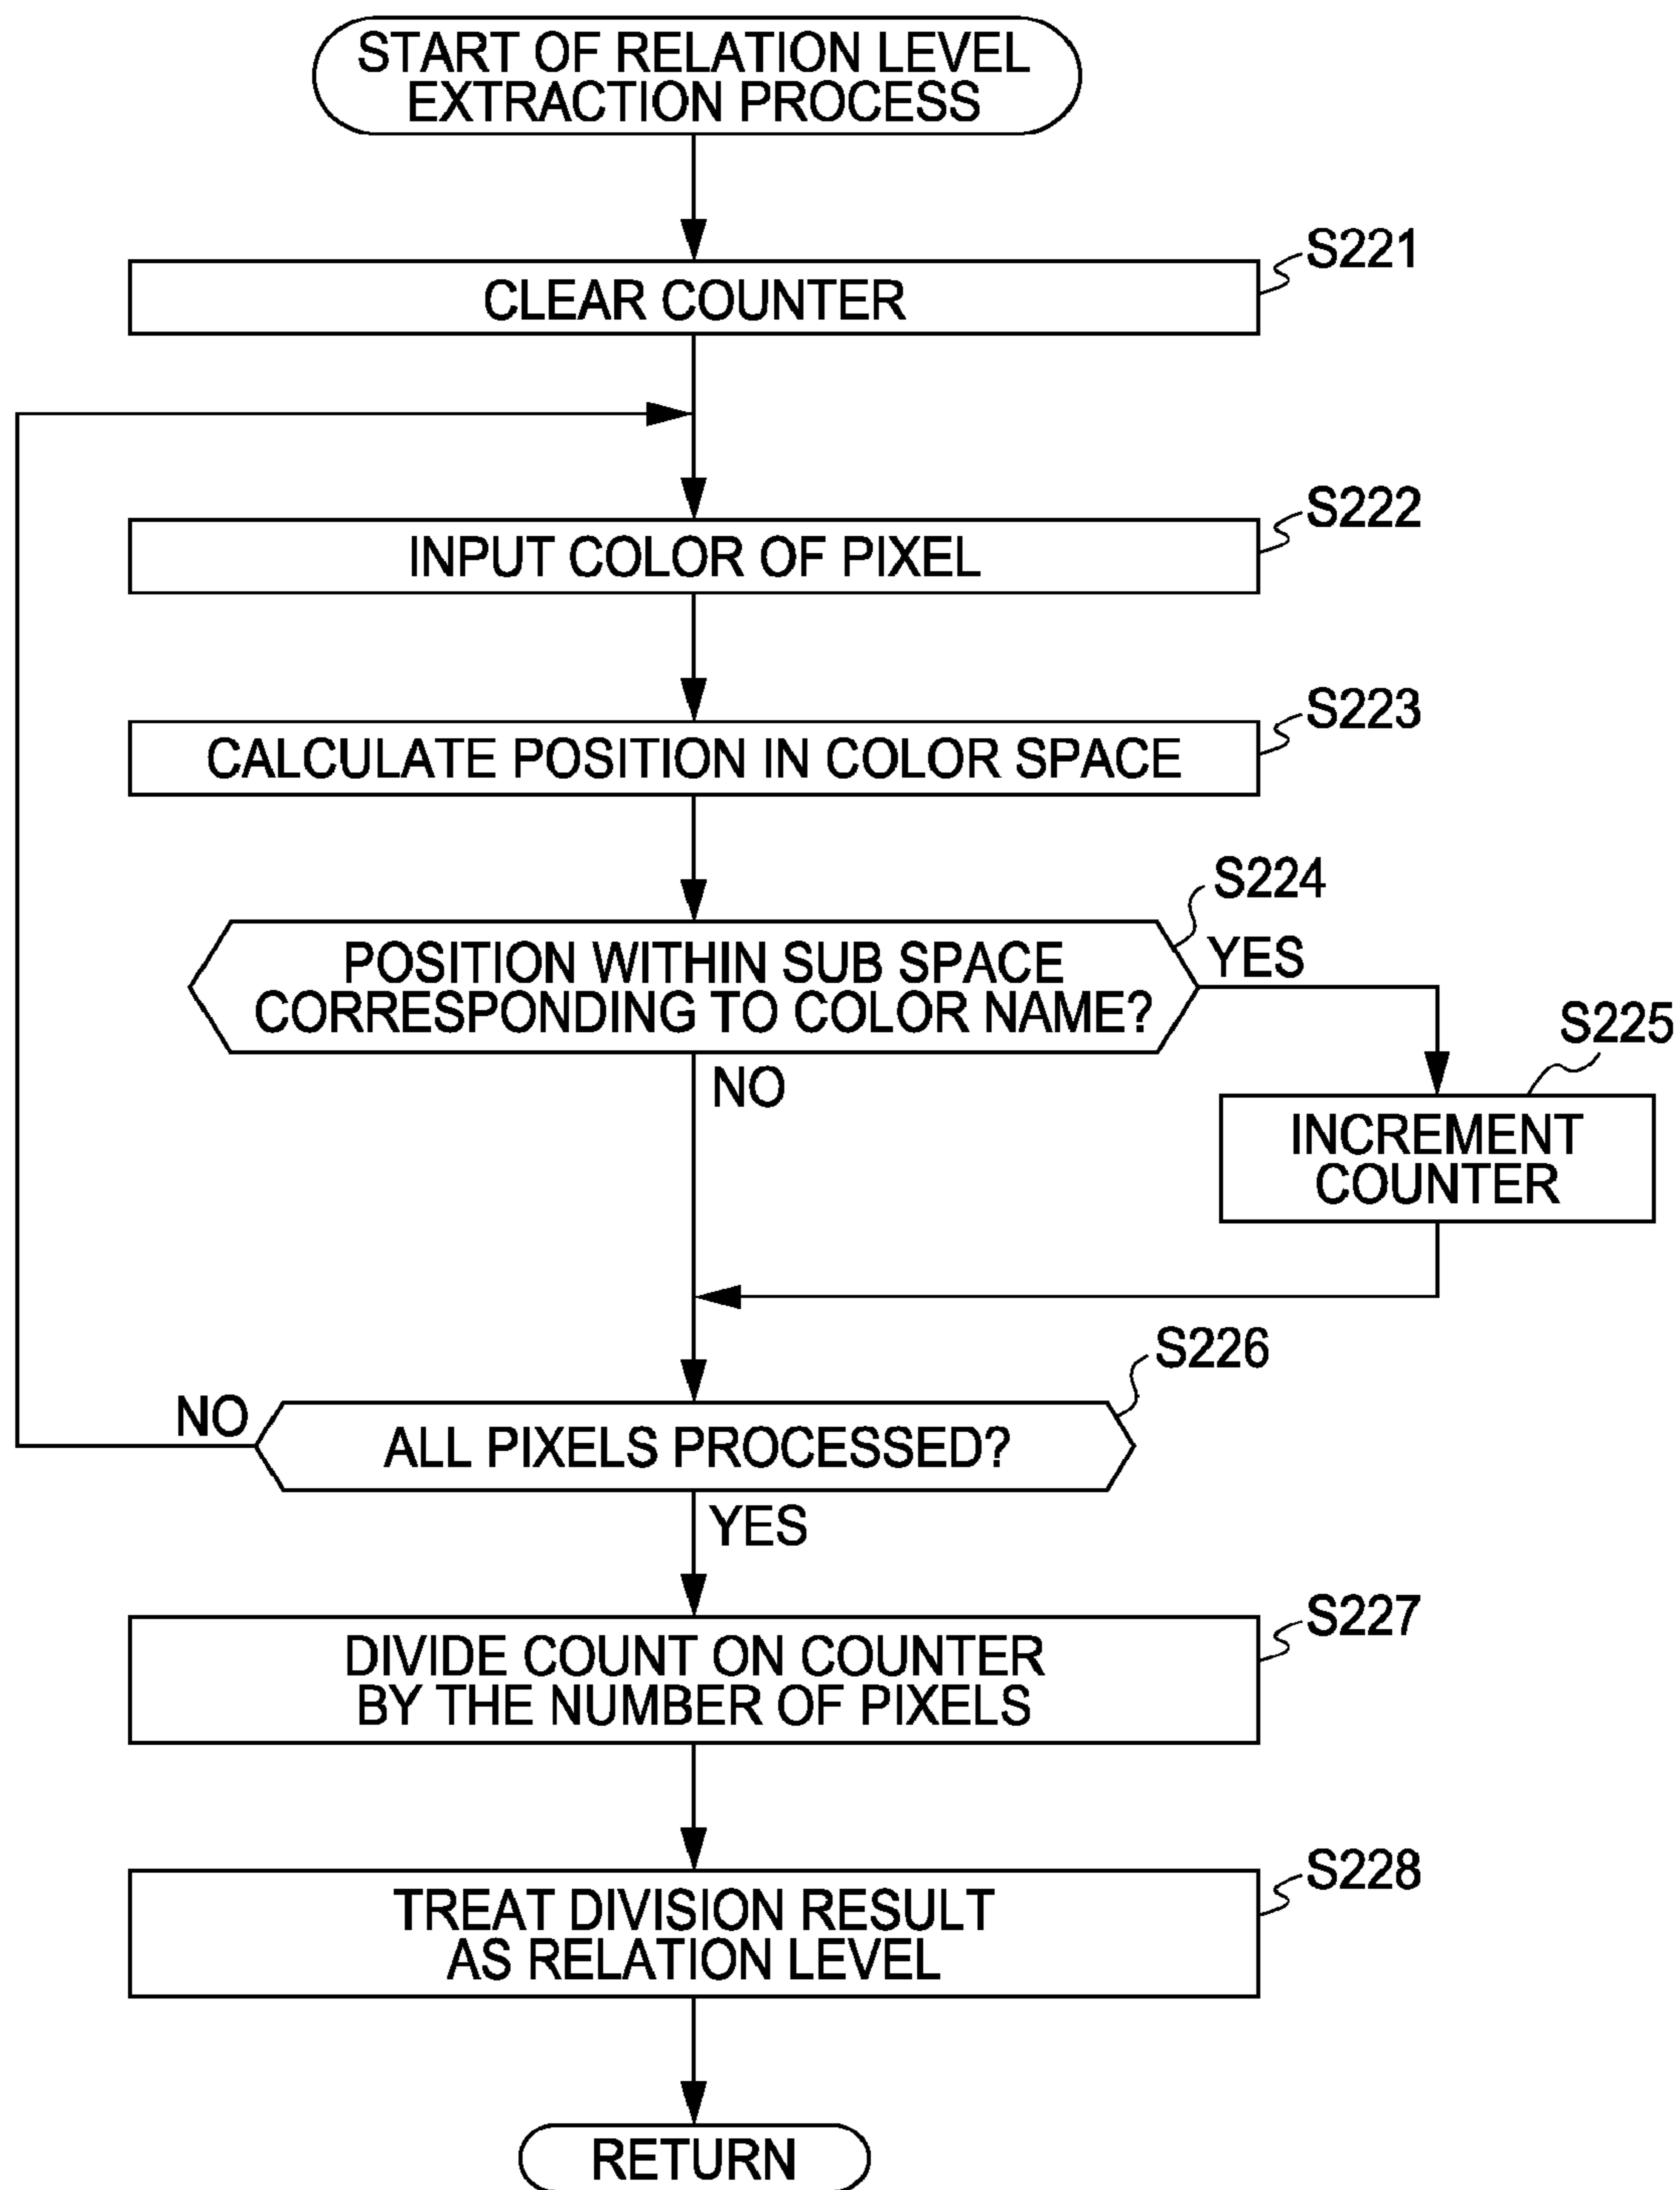 START OF RELATION LEVEL
EXTRACTION PROCESS
S221
CLEAR COUNTER
S222
INPUT COLOR OF PIXEL
S223
CALCULATE POSITION IN COLOR SPACE
S224
POSITION WITHIN SUB SPACE
CORRESPONDING TO COLOR NAME?
YES
NO
S225
INCREMENT
COUNTER
S226
NO
ALL PIXELS PROCESSED?
YES
S227
DIVIDE COUNT ON COUNTER
BY THE NUMBER OF PIXELS
S228
TREAT DIVISION RESULT
AS RELATION LEVEL
RETURN